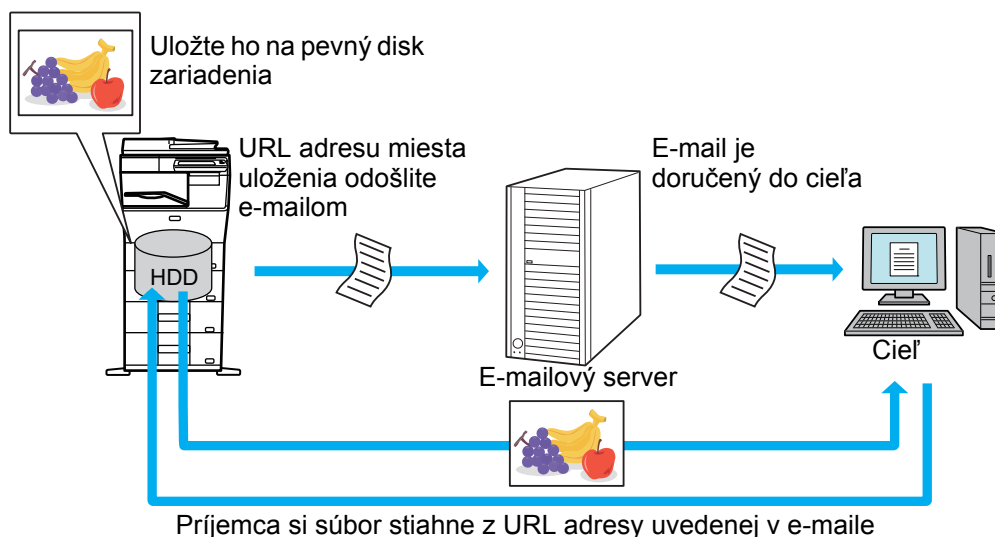 Uložte ho na pevný disk
zariadenia
URL adresu miesta
uloženia odošlite
e-mailom
E-mail je
doručený do cieľa
HDD
E-mailový server
Cieľ
Príjemca si súbor stiahne z URL adresy uvedenej v e-maile